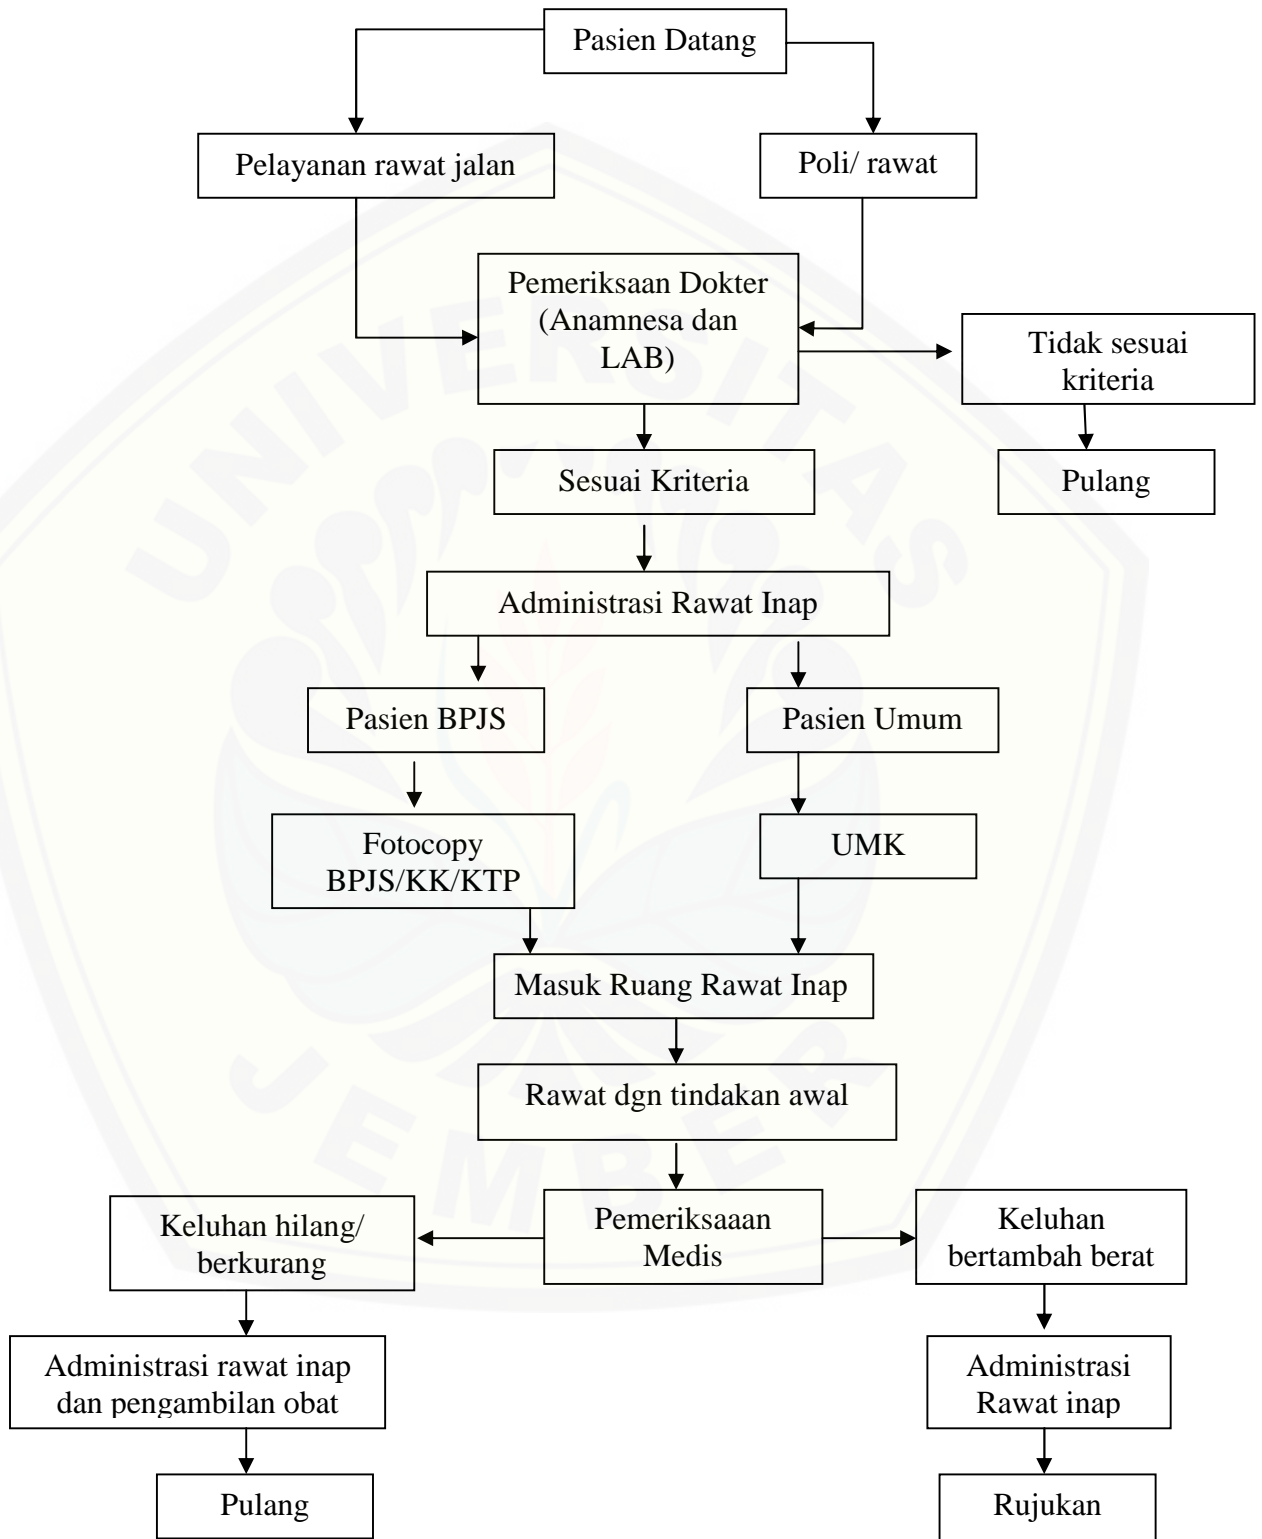 Pasien Datang
Pelayanan rawat jalan
Poli/ rawat
Pemeriksaan Dokter
(Anamnesa dan
LAB)
Tidak sesuai
kriteria
Sesuai Kriteria
Pulang
Administrasi Rawat Inap
Pasien BPJS
Pasien Umum
Fotocopy
BPJS/KK/KTP
UMK
Masuk Ruang Rawat Inap
Rawat dgn tindakan awal
Keluhan hilang/
berkurang
Pemeriksaaan
Medis
Keluhan
bertambah berat
Administrasi rawat inap
dan pengambilan obat
Administrasi
Rawat inap
Pulang
Rujukan
UNIVERSITAS
JEMBER